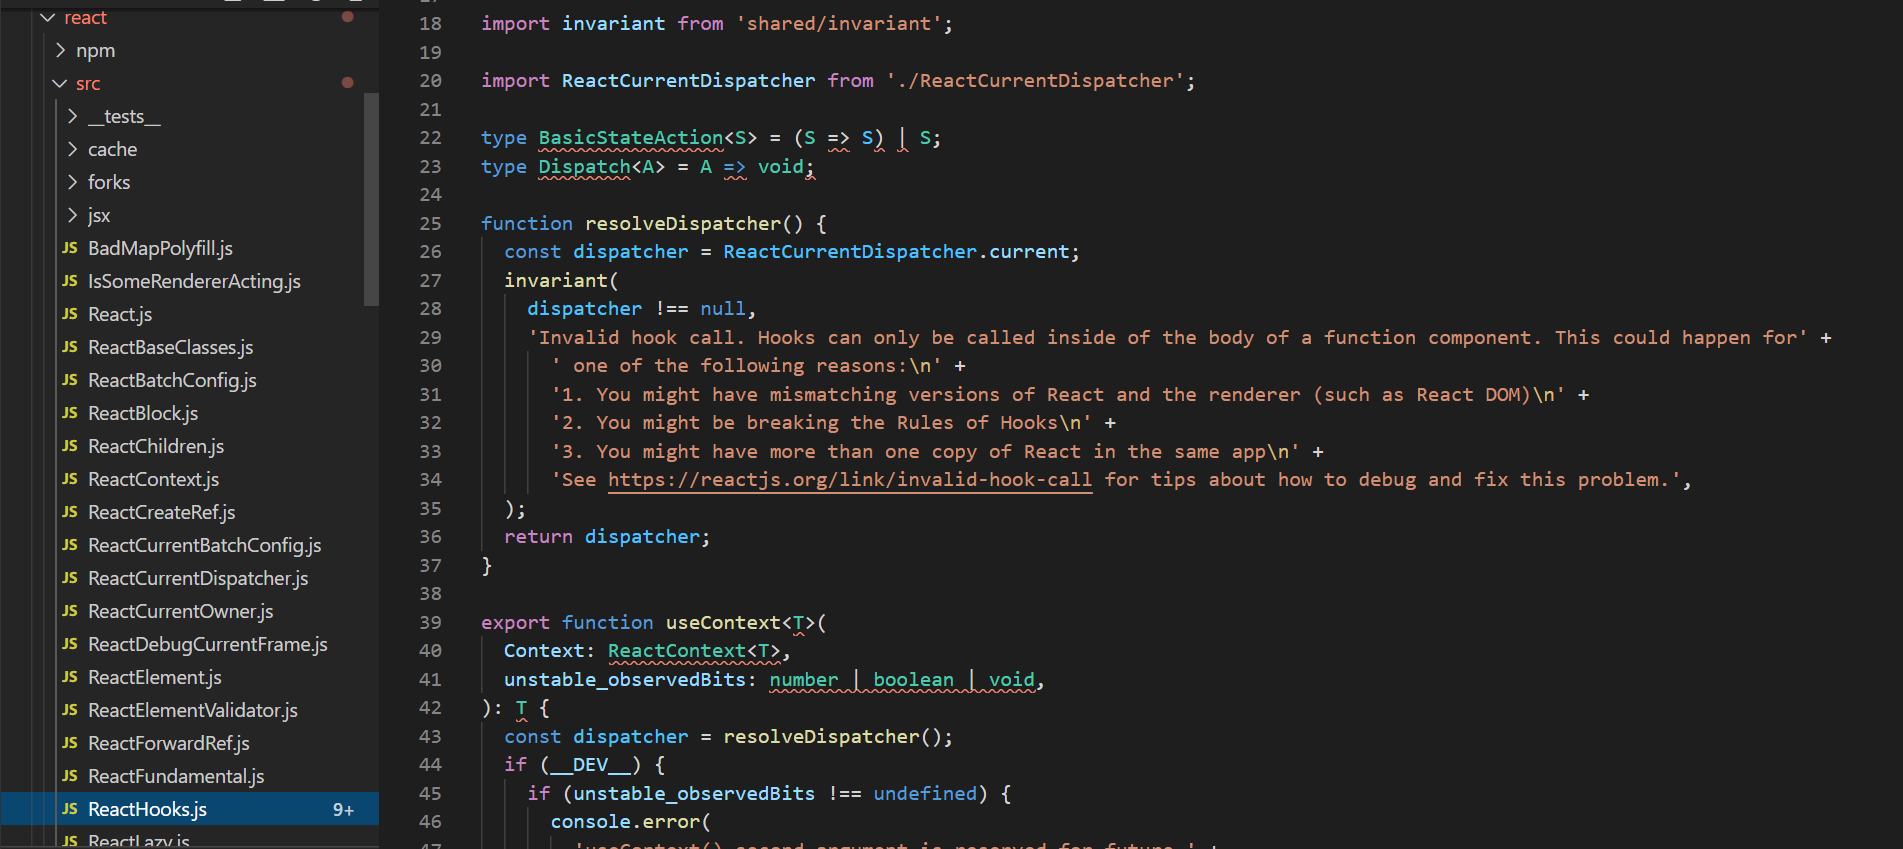 react
npm
src
__tests__
cache
forks
jsx
JS BadMapPolyfill.js
JS IsSomeRendererActing.js
JS React.js
JS ReactBaseClasses.js
JS ReactBatchConfig.js
JS ReactBlock.js
JS ReactChildren.js
JS ReactContext.js
JS ReactCreateRef.js
JS ReactCurrentBatchConfig.js
JS ReactCurrentDispatcher.js
JS ReactCurrentOwner.js
JS ReactDebugCurrentFrame.js
JS ReactElement.js
JS ReactElementValidator.js
JS ReactForwardRef.js
JS ReactFundamental.js
JS ReactHooks.js 9+
JS ReactLazy.js
18 import invariant from 'shared/invariant';
19
20 import ReactCurrentDispatcher from './ReactCurrentDispatcher';
21
22 type BasicStateAction<S> = (S => S) | S;
23 type Dispatch<A> = A => void;
24
25 function resolveDispatcher() {
26 const dispatcher = ReactCurrentDispatcher.current;
27 invariant(
28 dispatcher !== null,
29 'Invalid hook call. Hooks can only be called inside of the body of a function component. This could happen for' +
30 ' one of the following reasons:\n' +
31 '1. You might have mismatching versions of React and the renderer (such as React DOM)\n' +
32 '2. You might be breaking the Rules of Hooks\n' +
33 '3. You might have more than one copy of React in the same app\n' +
34 'See https://reactjs.org/link/invalid-hook-call for tips about how to debug and fix this problem.',
35 );
36 return dispatcher;
37 }
38
39 export function useContext<T>(
40 Context: ReactContext<T>,
41 unstable_observedBits: number | boolean | void,
42 ): T {
43 const dispatcher = resolveDispatcher();
44 if (__DEV__) {
45 if (unstable_observedBits !== undefined) {
46 console.error(
47 'useContext() second argument is reserved for future ' +